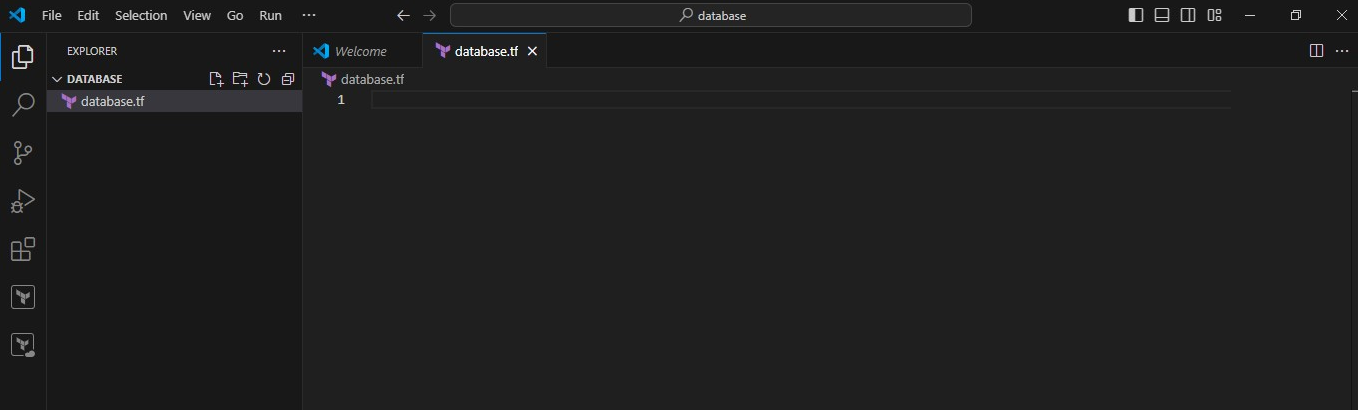 File Edit Selection View Go Run ···
database
EXPLORER ···
Welcome
database.tf
DATABASE
database.tf
database.tf
1